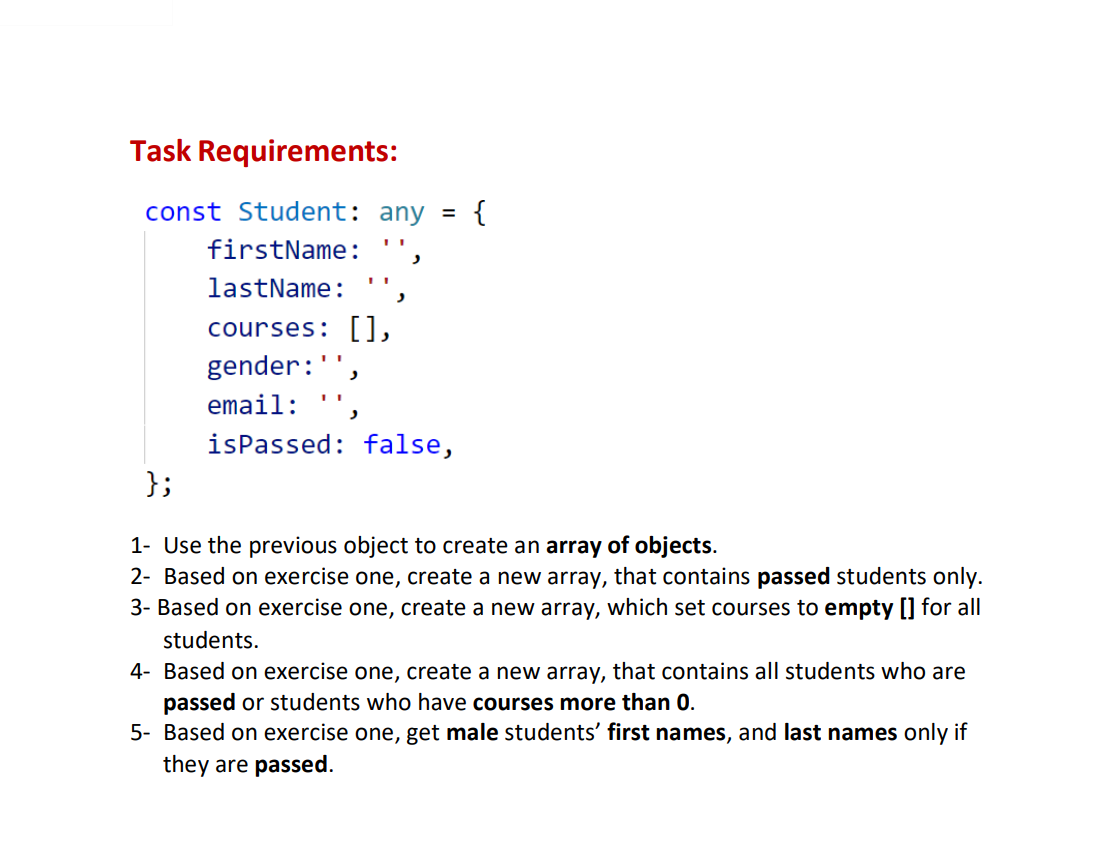 Task Requirements:
const Student: any = {
firstName: '',
lastName: '',
courses: [],
gender:'',
email: '',
isPassed: false,
};
1- Use the previous object to create an array of objects.
2- Based on exercise one, create a new array, that contains passed students only.
3- Based on exercise one, create a new array, which set courses to empty [] for all
students.
4- Based on exercise one, create a new array, that contains all students who are
passed or students who have courses more than 0.
5- Based on exercise one, get male students’ first names, and last names only if
they are passed.